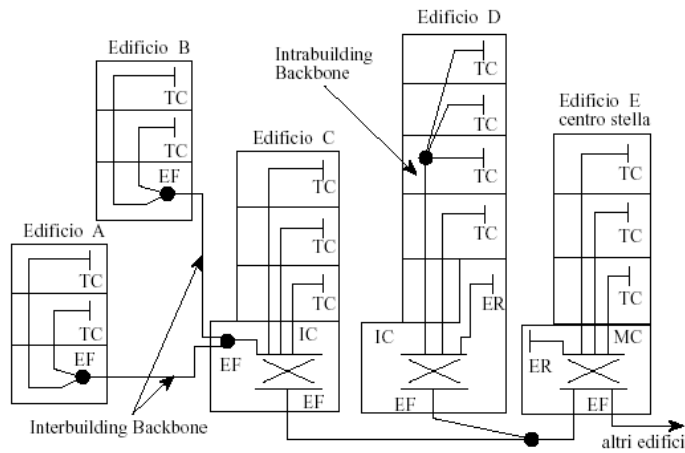 Edificio D
Edificio B
Intrabuilding
Backbone
TC
TC
TC
TC
TC
TC
EF
Edificio C
TC
TC
TC
IC
EF
EF
Edificio E
centro stella
TC
TC
TC
MC
ER
EF
Edificio A
TC
TC
EF
IC
ER
EF
Interbuilding Backbone
altri edifici